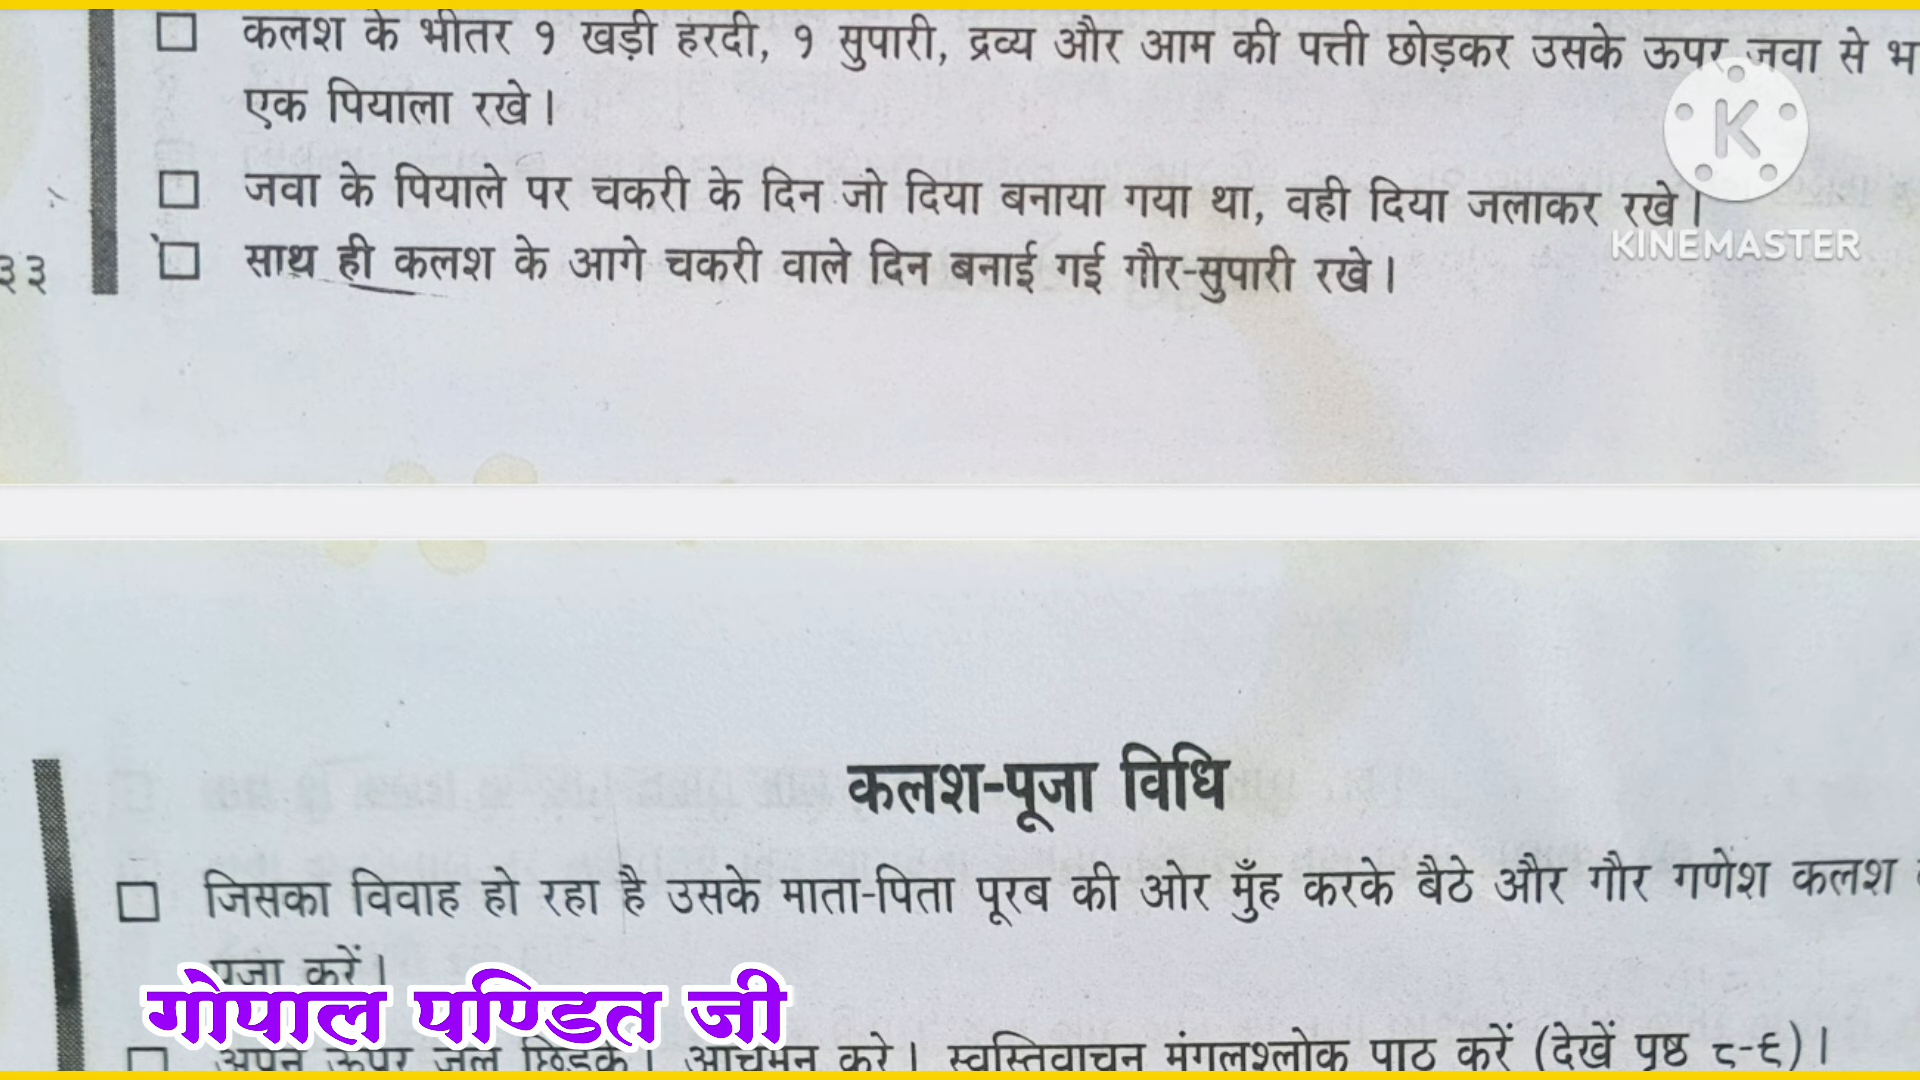 कलश के भीतर १ खड़ी हरदी, १ सुपारी, द्रव्य और आम की पत्ती छोड़कर उसके ऊपर जवा से
एक पियाला रखे।
जवा के पियाले पर चकरी के दिन जो दिया बनाया गया था, वही दिया जलाकर रखे।
KINEMASTER
साथ ही कलश के आगे चकरी वाले दिन बनाई गई गौर-सुपारी रखे।
३३
कलश-पूजा विधि
जिसका विवाह हो रहा है उसके माता-पिता पूरब की ओर मुँह करके बैठे और गौर गणेंश कलश
पूजा करें।
गोपाल पण्डित जी
अपने ऊपर जल छिड़के। आचमन करे। स्वस्तिवाचन मंगलश्लोक पाठ करें (देखें पृष्ठ ८-६)।